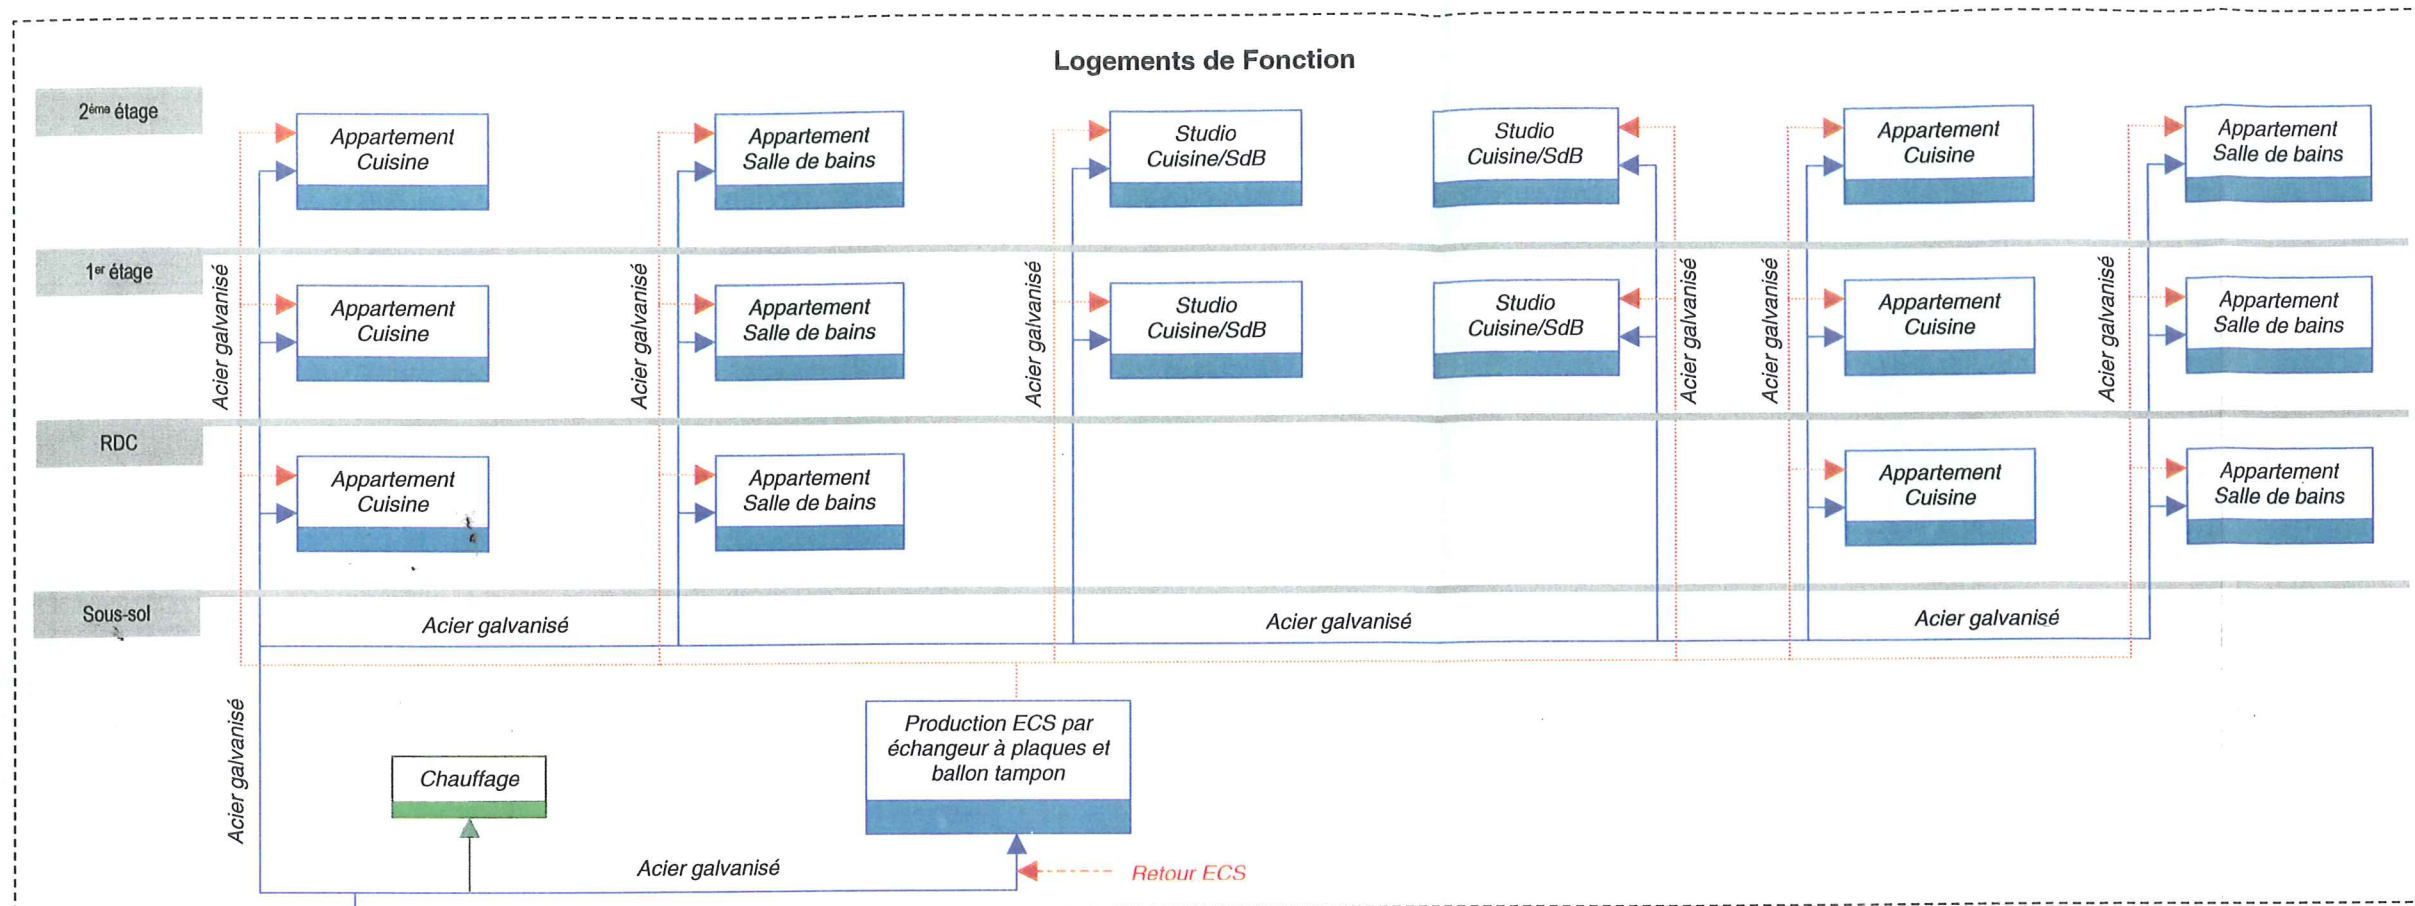 Logements de Fonction
2ème étage
Appartement
Cuisine
Appartement
Salle de bains
Studio
Cuisine/SdB
Studio
Cuisine/SdB
Appartement
Cuisine
Appartement
Salle de bains
1er étage
Acier galvanisé
Appartement
Cuisine
Acier galvanisé
Appartement
Salle de bains
Acier galvanisé
Studio
Cuisine/SdB
Studio
Cuisine/SdB
Acier galvanisé
Acier galvanisé
Appartement
Cuisine
Acier galvanisé
Appartement
Salle de bains
RDC
Appartement
Cuisine
Appartement
Salle de bains
Appartement
Cuisine
Appartement
Salle de bains
Sous-sol
Acier galvanisé
Acier galvanisé
Acier galvanisé
Acier galvanisé
Chauffage
Production ECS par
échangeur à plaques et
ballon tampon
Acier galvanisé
Retour ECS